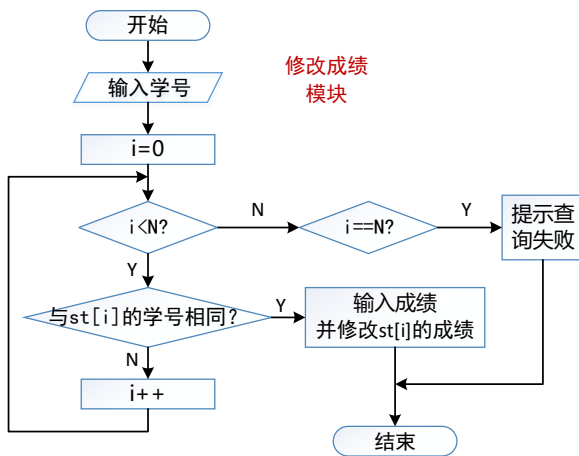 开始
输入学号
修改成绩
模块
i=0
i<N?
N
i==N?
Y
提示查
询失败
Y
与st[i]的学号相同?
Y
输入成绩
并修改st[i]的成绩
N
i++
结束